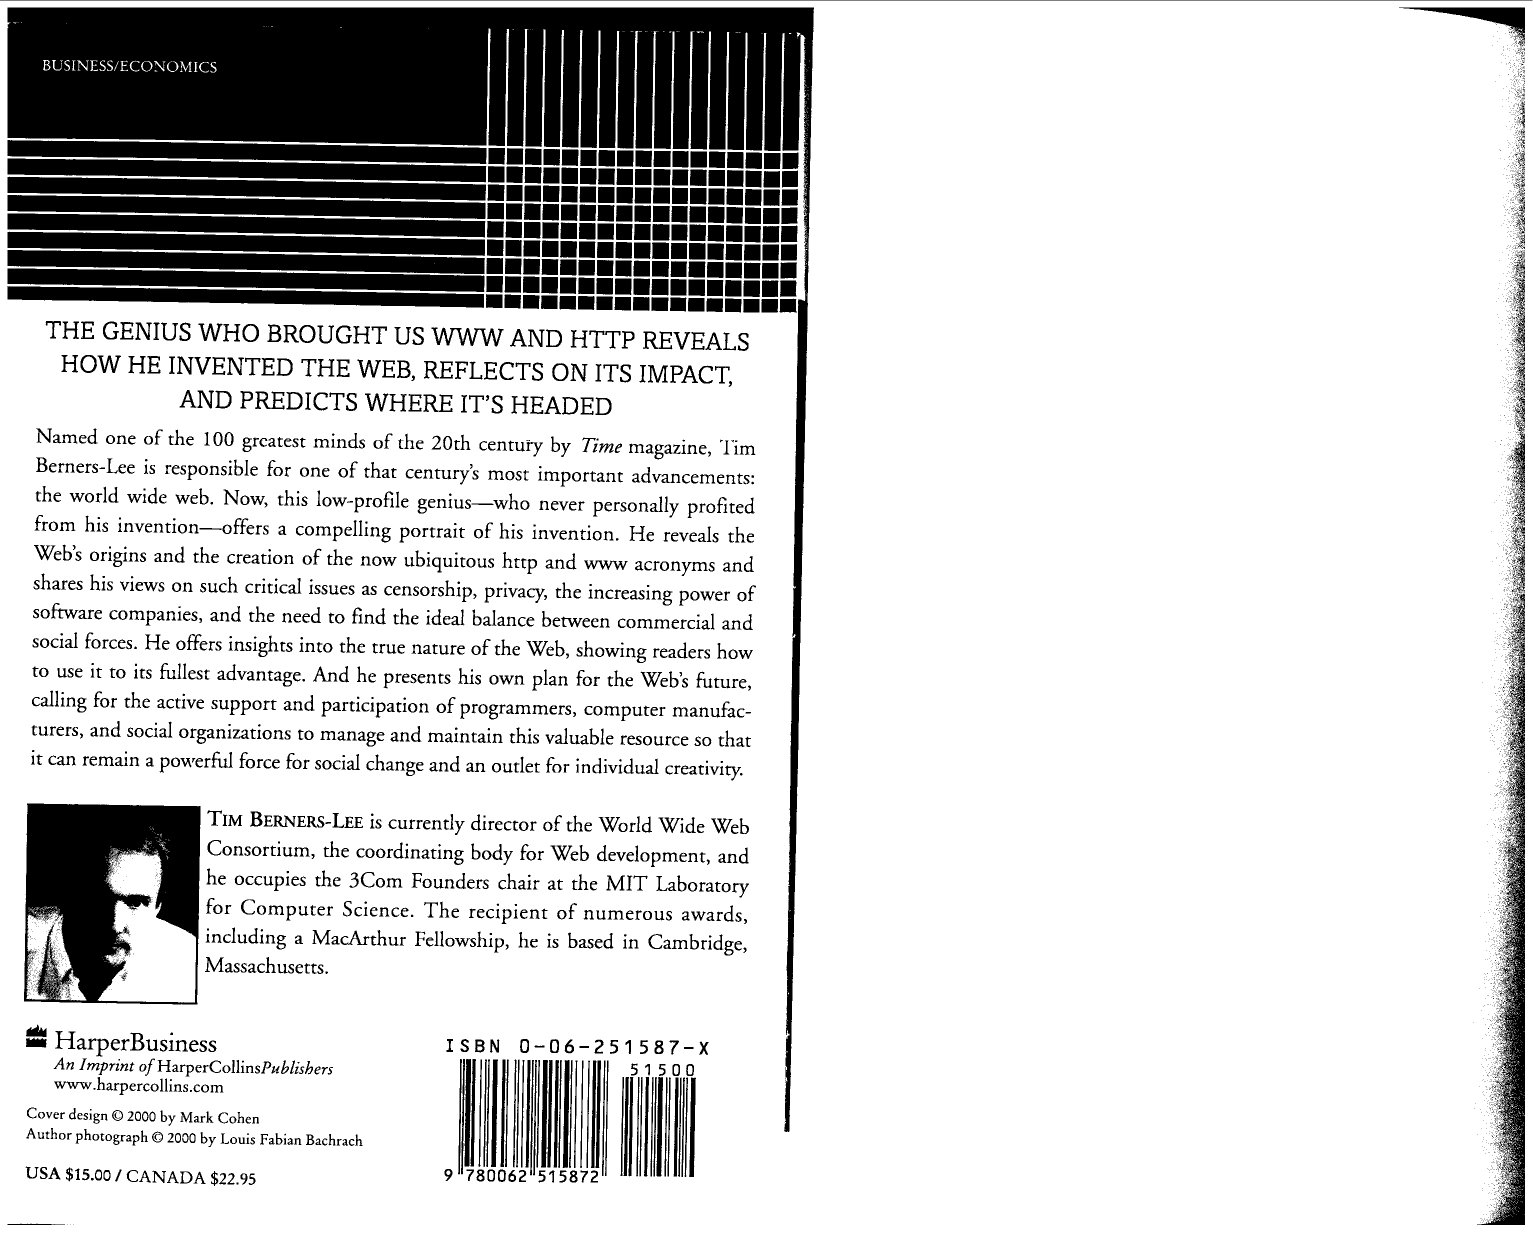 BUSINESS/ECONOMICS
THE GENIUS WHO BROUGHT US WWW AND HTTP REVEALS
HOW HE INVENTED THE WEB, REFLECTS ON ITS IMPACT,
AND PREDICTS WHERE IT'S HEADED
Named one of the 100 greatest minds of the 20th century by Time magazine, Tim
Berners-Lee is responsible for one of that century's most important advancements:
the world wide web. Now, this low-profile genius—who never personally profited
from his invention—offers a compelling portrait of his invention. He reveals the
Web's origins and the creation of the now ubiquitous http and www acronyms and
shares his views on such critical issues as censorship, privacy, the increasing power of
software companies, and the need to find the ideal balance between commercial and
social forces. He offers insights into the true nature of the Web, showing readers how
to use it to its fullest advantage. And he presents his own plan for the Web's future,
calling for the active support and participation of programmers, computer manufac-
turers, and social organizations to manage and maintain this valuable resource so that
it can remain a powerful force for social change and an outlet for individual creativity.
TIM BERNERS-LEE is currently director of the World Wide Web
Consortium, the coordinating body for Web development, and
he occupies the 3Com Founders chair at the MIT Laboratory
for Computer Science. The recipient of numerous awards,
including a MacArthur Fellowship, he is based in Cambridge,
Massachusetts.
HarperBusiness
An Imprint of HarperCollinsPublishers
www.harpercollins.com
Cover design © 2000 by Mark Cohen
Author photograph © 2000 by Louis Fabian Bachrach
USA $15.00 / CANADA $22.95
ISBN 0-06-251587-X
51500
9 780062 515872